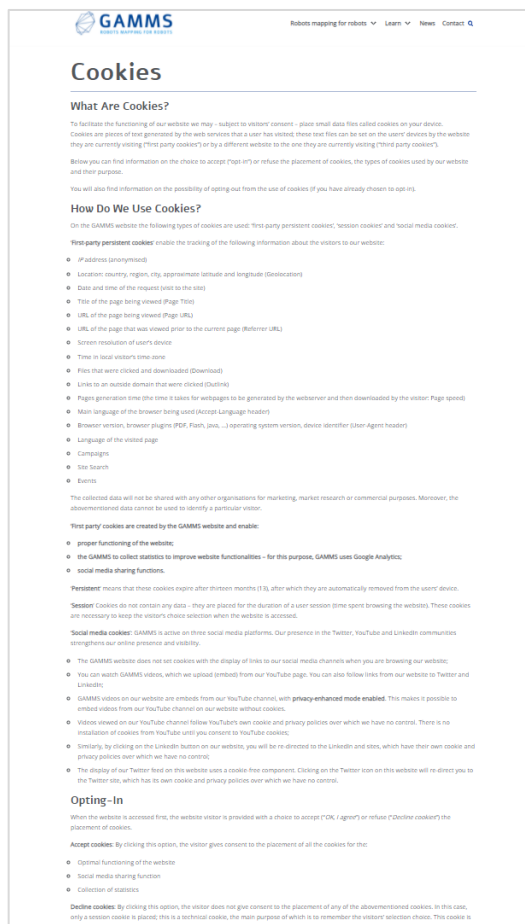 GAMMS
ROBOTS MAPPING FOR ROBOTS
Robots mapping for robots Learn News Contact
Cookies
What Are Cookies?
To facilitate the functioning of our website we may – subject to visitors' consent – place small data files called cookies on your device.
Cookies are pieces of text generated by the web services that a user has visited; these text files can be set on the users' devices by the website
they are currently visiting ("first party cookies") or by a different website to the one they are currently visiting ("third party cookies").
Below you can find information on the choice to accept ("opt-in") or refuse the placement of cookies, the types of cookies used by our website
and their purpose.
You will also find information on the possibility of opting-out from the use of cookies (if you have already chosen to opt-in).
How Do We Use Cookies?
On the GAMMS website the following types of cookies are used: 'first-party persistent cookies', 'session cookies' and 'social media cookies'.
'First-party persistent cookies' enable the tracking of the following information about the visitors to our website:
IP address (anonymised)
Location: country, region, city, approximate latitude and longitude (Geolocation)
Date and time of the request (visit to the site)
Title of the page being viewed (Page Title)
URL of the page being viewed (Page URL)
URL of the page that was viewed prior to the current page (Referrer URL)
Screen resolution of user's device
Time in local visitor's time-zone
Files that were clicked and downloaded (Download)
Links to an outside domain that were clicked (Outlink)
Pages generation time (the time it takes for webpages to be generated by the webserver and then downloaded by the visitor: Page speed)
Main language of the browser being used (Accept-Language header)
Browser version, browser plugins (PDF, Flash, Java, ...) operating system version, device identifier (User-Agent header)
Language of the visited page
Campaigns
Site Search
Events
The collected data will not be shared with any other organisations for marketing, market research or commercial purposes. Moreover, the
abovementioned data cannot be used to identify a particular visitor.
'First party' cookies are created by the GAMMS website and enable:
proper functioning of the website;
the GAMMS to collect statistics to improve website functionalities – for this purpose, GAMMS uses Google Analytics;
social media sharing functions.
'Persistent' means that these cookies expire after thirteen months (13), after which they are automatically removed from the users' device.
'Session' Cookies do not contain any data – they are placed for the duration of a user session (time spent browsing the website). These cookies
are necessary to keep the visitor's choice selection when the website is accessed.
'Social media cookies': GAMMS is active on three social media platforms. Our presence in the Twitter, YouTube and LinkedIn communities
strengthens our online presence and visibility.
The GAMMS website does not set cookies with the display of links to our social media channels when you are browsing our website;
You can watch GAMMS videos, which we upload (embed) from our YouTube page. You can also follow links from our website to Twitter and
LinkedIn;
GAMMS videos on our website are embeds from our YouTube channel, with privacy-enhanced mode enabled. This makes it possible to
embed videos from our YouTube channel on our website without cookies.
Videos viewed on our YouTube channel follow YouTube's own cookie and privacy policies over which we have no control. There is no
installation of cookies from YouTube until you consent to YouTube cookies;
Similarly, by clicking on the LinkedIn button on our website, you will be re-directed to the LinkedIn and sites, which have their own cookie and
privacy policies over which we have no control;
The display of our Twitter feed on this website uses a cookie-free component. Clicking on the Twitter icon on this website will re-direct you to
the Twitter site, which has its own cookie and privacy policies over which we have no control.
Opting-In
When the website is accessed first, the website visitor is provided with a choice to accept ("OK, I agree") or refuse ("Decline cookies") the
placement of cookies.
Accept cookies: By clicking this option, the visitor gives consent to the placement of all the cookies for the:
Optimal functioning of the website
Social media sharing function
Collection of statistics
Decline cookies: By clicking this option, the visitor does not give consent to the placement of any of the abovementioned cookies. In this case,
only a session cookie is placed; this is a technical cookie, the main purpose of which is to remember the visitors' selection choice. This cookie is